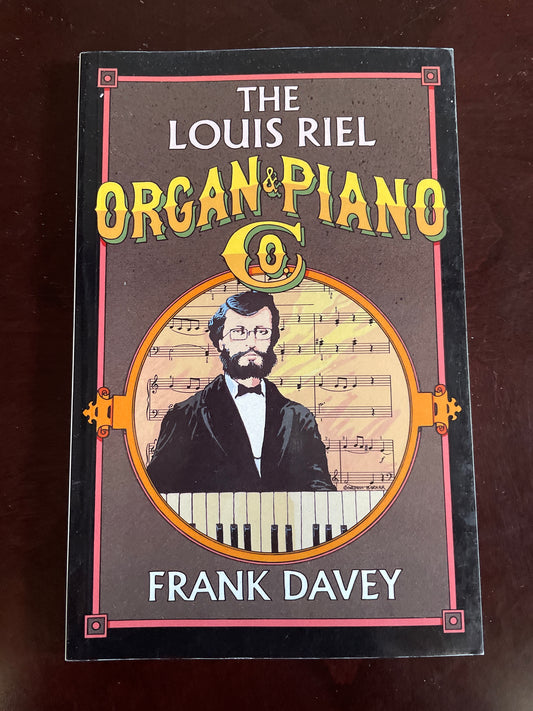 THE
LOUIS RIEL
ORGAN & PIANO
CO.
FRANK DAVEY